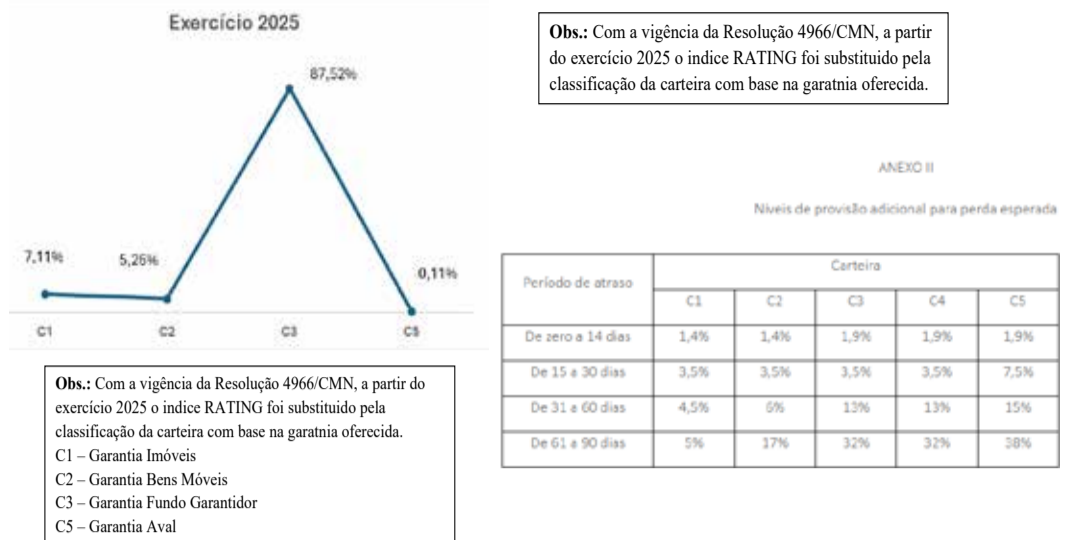 Exercício 2025
87,52%
7,11%
5,26%
0,11%
C1 C2 C3 C5
Obs.: Com a vigência da Resolução 4966/CMN, a partir do
exercício 2025 o indice RATING foi substituido pela
classificação da carteira com base na garatnia oferecida.
C1 – Garantia Imóveis
C2 – Garantia Bens Móveis
C3 – Garantia Fundo Garantidor
C5 – Garantia Aval
Obs.: Com a vigência da Resolução 4966/CMN, a partir
do exercício 2025 o indice RATING foi substituido pela
classificação da carteira com base na garatnia oferecida.
ANEXO II
Níveis de provisão adicional para perda esperada
Período de atraso
Carteira
C1 C2 C3 C4 C5
De zero a 14 dias 1,4% 1,4% 1,9% 1,9% 1,9%
De 15 a 30 dias 3,5% 3,5% 3,5% 3,5% 7,5%
De 31 a 60 dias 4,5% 6% 13% 13% 15%
De 61 a 90 dias 5% 17% 32% 32% 38%